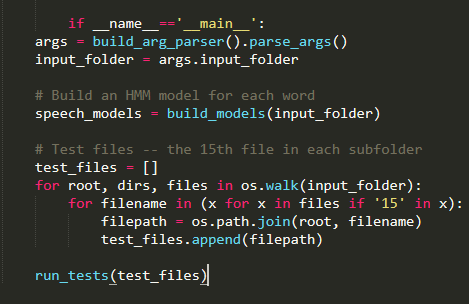 if __name__=='__main__':
args = build_arg_parser().parse_args()
input_folder = args.input_folder
# Build an HMM model for each word
speech_models = build_models(input_folder)
# Test files -- the 15th file in each subfolder
test_files = []
for root, dirs, files in os.walk(input_folder):
for filename in (x for x in files if '15' in x):
filepath = os.path.join(root, filename)
test_files.append(filepath)
run_tests(test_files)